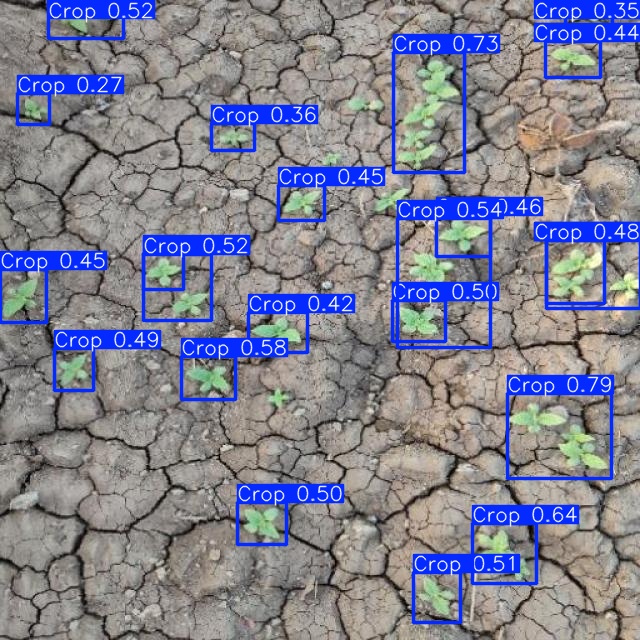 Crop 0.52
Crop 0.35
Crop 0.44
Crop 0.73
Crop 0.27
Crop 0.36
Crop 0.45
Crop 0.54
.46
Crop 0.48
Crop 0.52
Crop 0.45
Crop 0.50
Crop 0.42
Crop 0.49
Crop 0.58
Crop 0.79
Crop 0.50
Crop 0.64
Crop 0.51